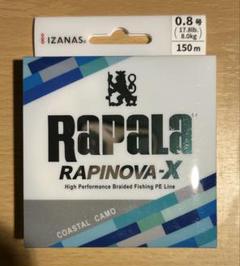 IZANAS
0.8号
17.8lb.
8.0kg
150m
Rapala
RAPINOVA-X
High Performance Braided Fishing PE Line
COASTAL CAMO